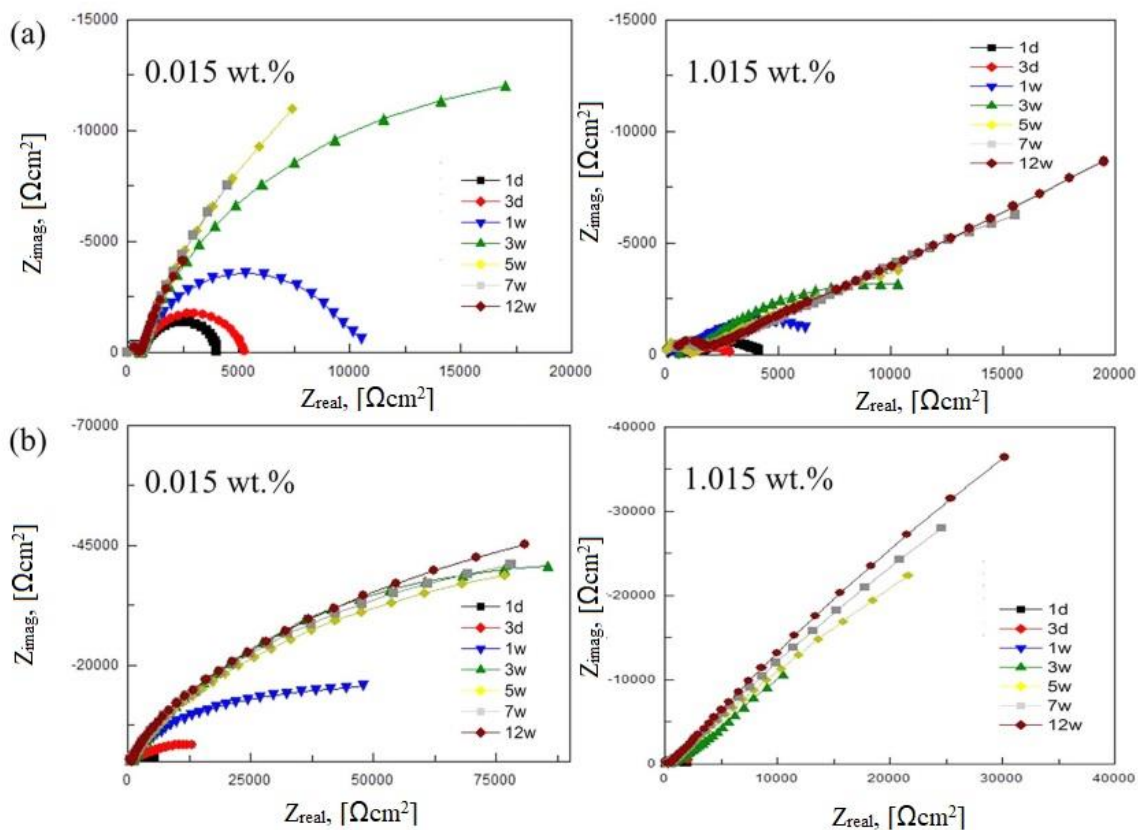 (a)
0.015 wt.%
-15000
-10000
-5000
0
Zimag, [Ωcm²]
0
5000
10000
15000
20000
Zreal, [Ωcm²]
1d
3d
1w
3w
5w
7w
12w
1.015 wt.%
-15000
-10000
-5000
0
Zimag, [Ωcm²]
0
5000
10000
15000
20000
Zreal, [Ωcm²]
1d
3d
1w
3w
5w
7w
12w
(b)
0.015 wt.%
-70000
-45000
-20000
Zimag, [Ωcm²]
0
25000
50000
75000
Zreal, [Ωcm²]
1d
3d
1w
3w
5w
7w
12w
1.015 wt.%
-40000
-30000
-20000
-10000
0
Zimag, [Ωcm²]
0
10000
20000
30000
40000
Zreal, [Ωcm²]
1d
3d
1w
3w
5w
7w
12w